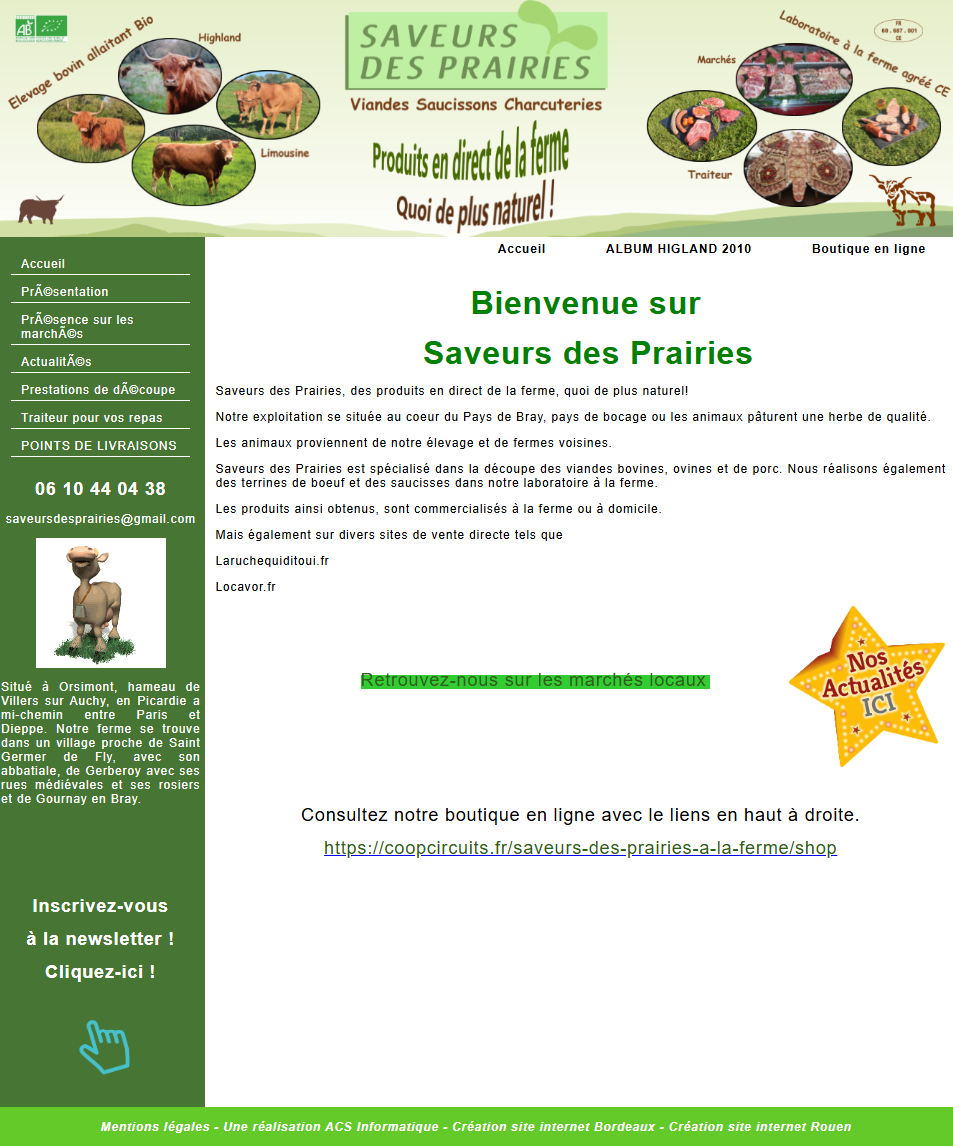 AB
Elevage bovin allaitant Bio
Highland
Limousine
SAVEURS
DES PRAIRIES
Viandes Saucissons Charcuteries
Produits en direct de la ferme
Quoi de plus naturel !
Laboratoire à la ferme agréé CE
FR
60.687.001
CE
Marchés
Traiteur
Accueil
ALBUM HIGLAND 2010
Boutique en ligne
Accueil
PrÃ©sentation
PrÃ©sence sur les
marchÃ©s
ActualitÃ©s
Prestations de dÃ©coupe
Traiteur pour vos repas
POINTS DE LIVRAISONS
06 10 44 04 38
saveursdesprairies@gmail.com
Situé à Orsimont, hameau de
Villers sur Auchy, en Picardie a
mi-chemin entre Paris et
Dieppe. Notre ferme se trouve
dans un village proche de Saint
Germer de Fly, avec son
abbatiale, de Gerberoy avec ses
rues médiévales et ses rosiers
et de Gournay en Bray.
Inscrivez-vous
à la newsletter !
Cliquez-ici !
Bienvenue sur
Saveurs des Prairies
Saveurs des Prairies, des produits en direct de la ferme, quoi de plus naturel!
Notre exploitation se située au coeur du Pays de Bray, pays de bocage ou les animaux pâturent une herbe de qualité.
Les animaux proviennent de notre élevage et de fermes voisines.
Saveurs des Prairies est spécialisé dans la découpe des viandes bovines, ovines et de porc. Nous réalisons également
des terrines de boeuf et des saucisses dans notre laboratoire à la ferme.
Les produits ainsi obtenus, sont commercialisés à la ferme ou à domicile.
Mais également sur divers sites de vente directe tels que
Laruchequiditoui.fr
Locavor.fr
Retrouvez-nous sur les marchés locaux
Nos
Actualités
ICI
Consultez notre boutique en ligne avec le liens en haut à droite.
https://coopcircuits.fr/saveurs-des-prairies-a-la-ferme/shop
Mentions légales - Une réalisation ACS Informatique - Création site internet Bordeaux - Création site internet Rouen